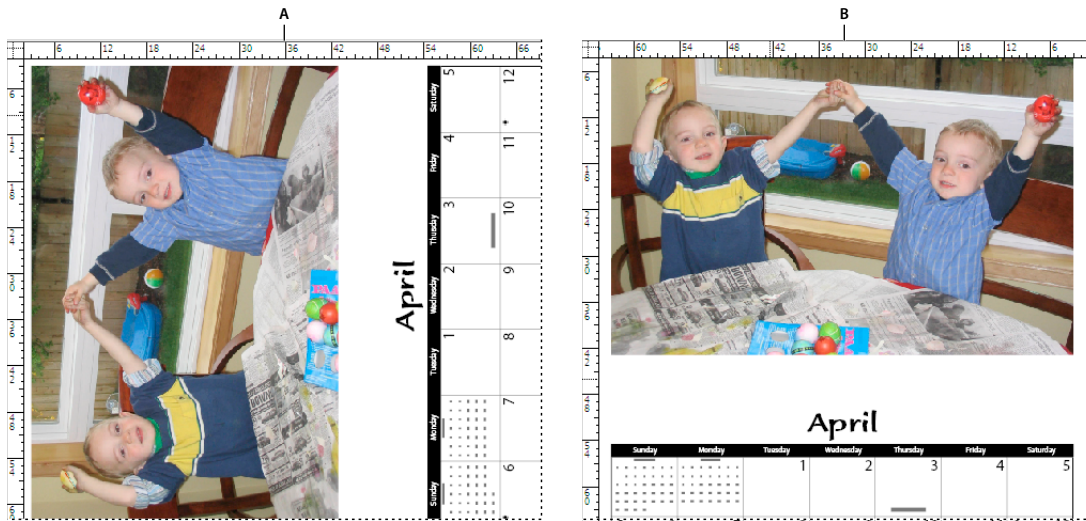 A
6 12 18 24 30 36 42 48 54 60 66
April
Sunday Monday Tuesday Wednesday Thursday Friday Saturday
1 2 3 4 5
6 7 8 9 10 11 12
B
60 54 48 42 36 30 24 18 12 6
April
Sunday Monday Tuesday Wednesday Thursday Friday Saturday
1 2 3 4 5